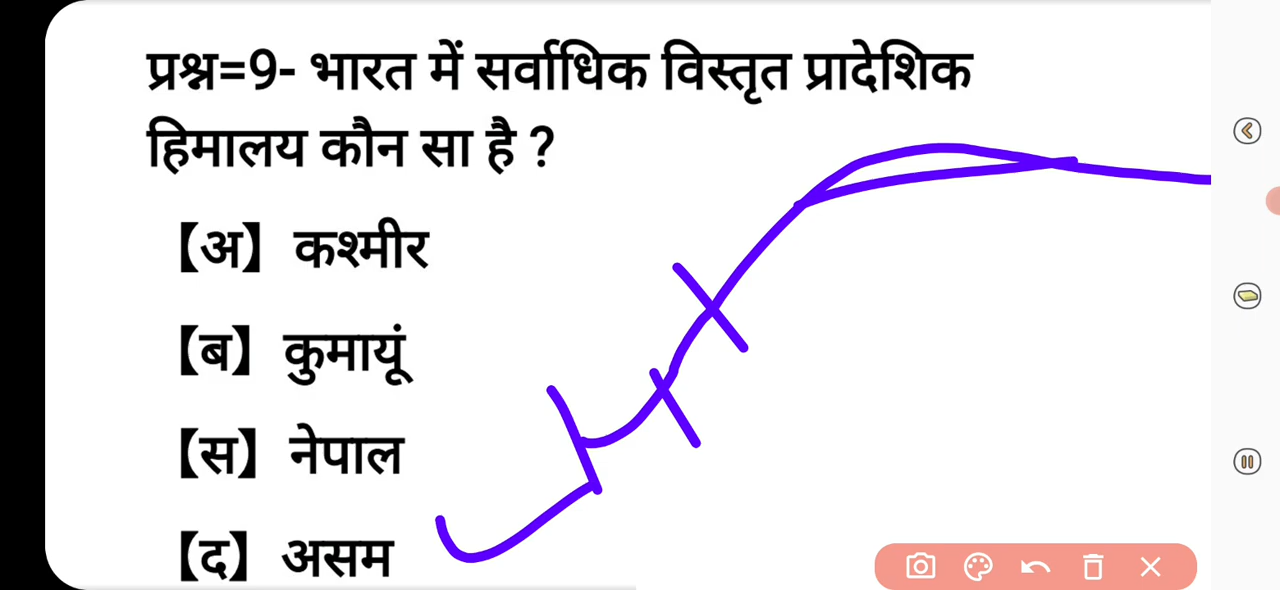 प्रश्न=9- भारत में सर्वाधिक विस्तृत प्रादेशिक
हिमालय कौन सा है ?
【अ】 कश्मीर
【ब】 कुमायूं
【स】 नेपाल
【द】 असम